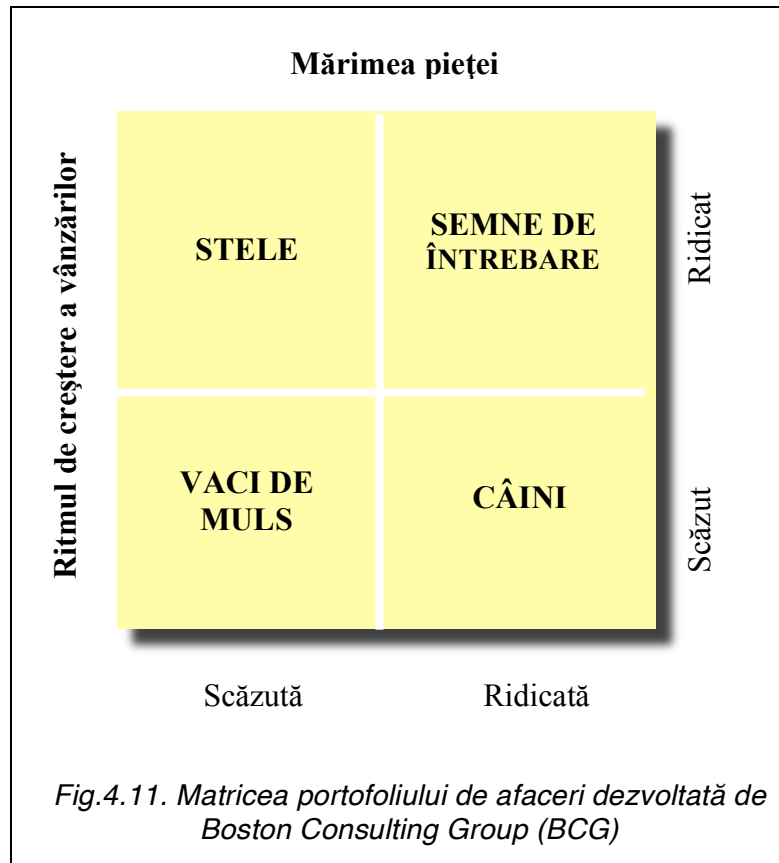 Mărimea pieţei
Ritmul de creştere a vânzărilor
STELE
SEMNE DE
ÎNTREBARE
Ridicat
VACI DE
MULS
CÂINI
Scăzut
Scăzută
Ridicată
Fig.4.11. Matricea portofoliului de afaceri dezvoltată de
Boston Consulting Group (BCG)